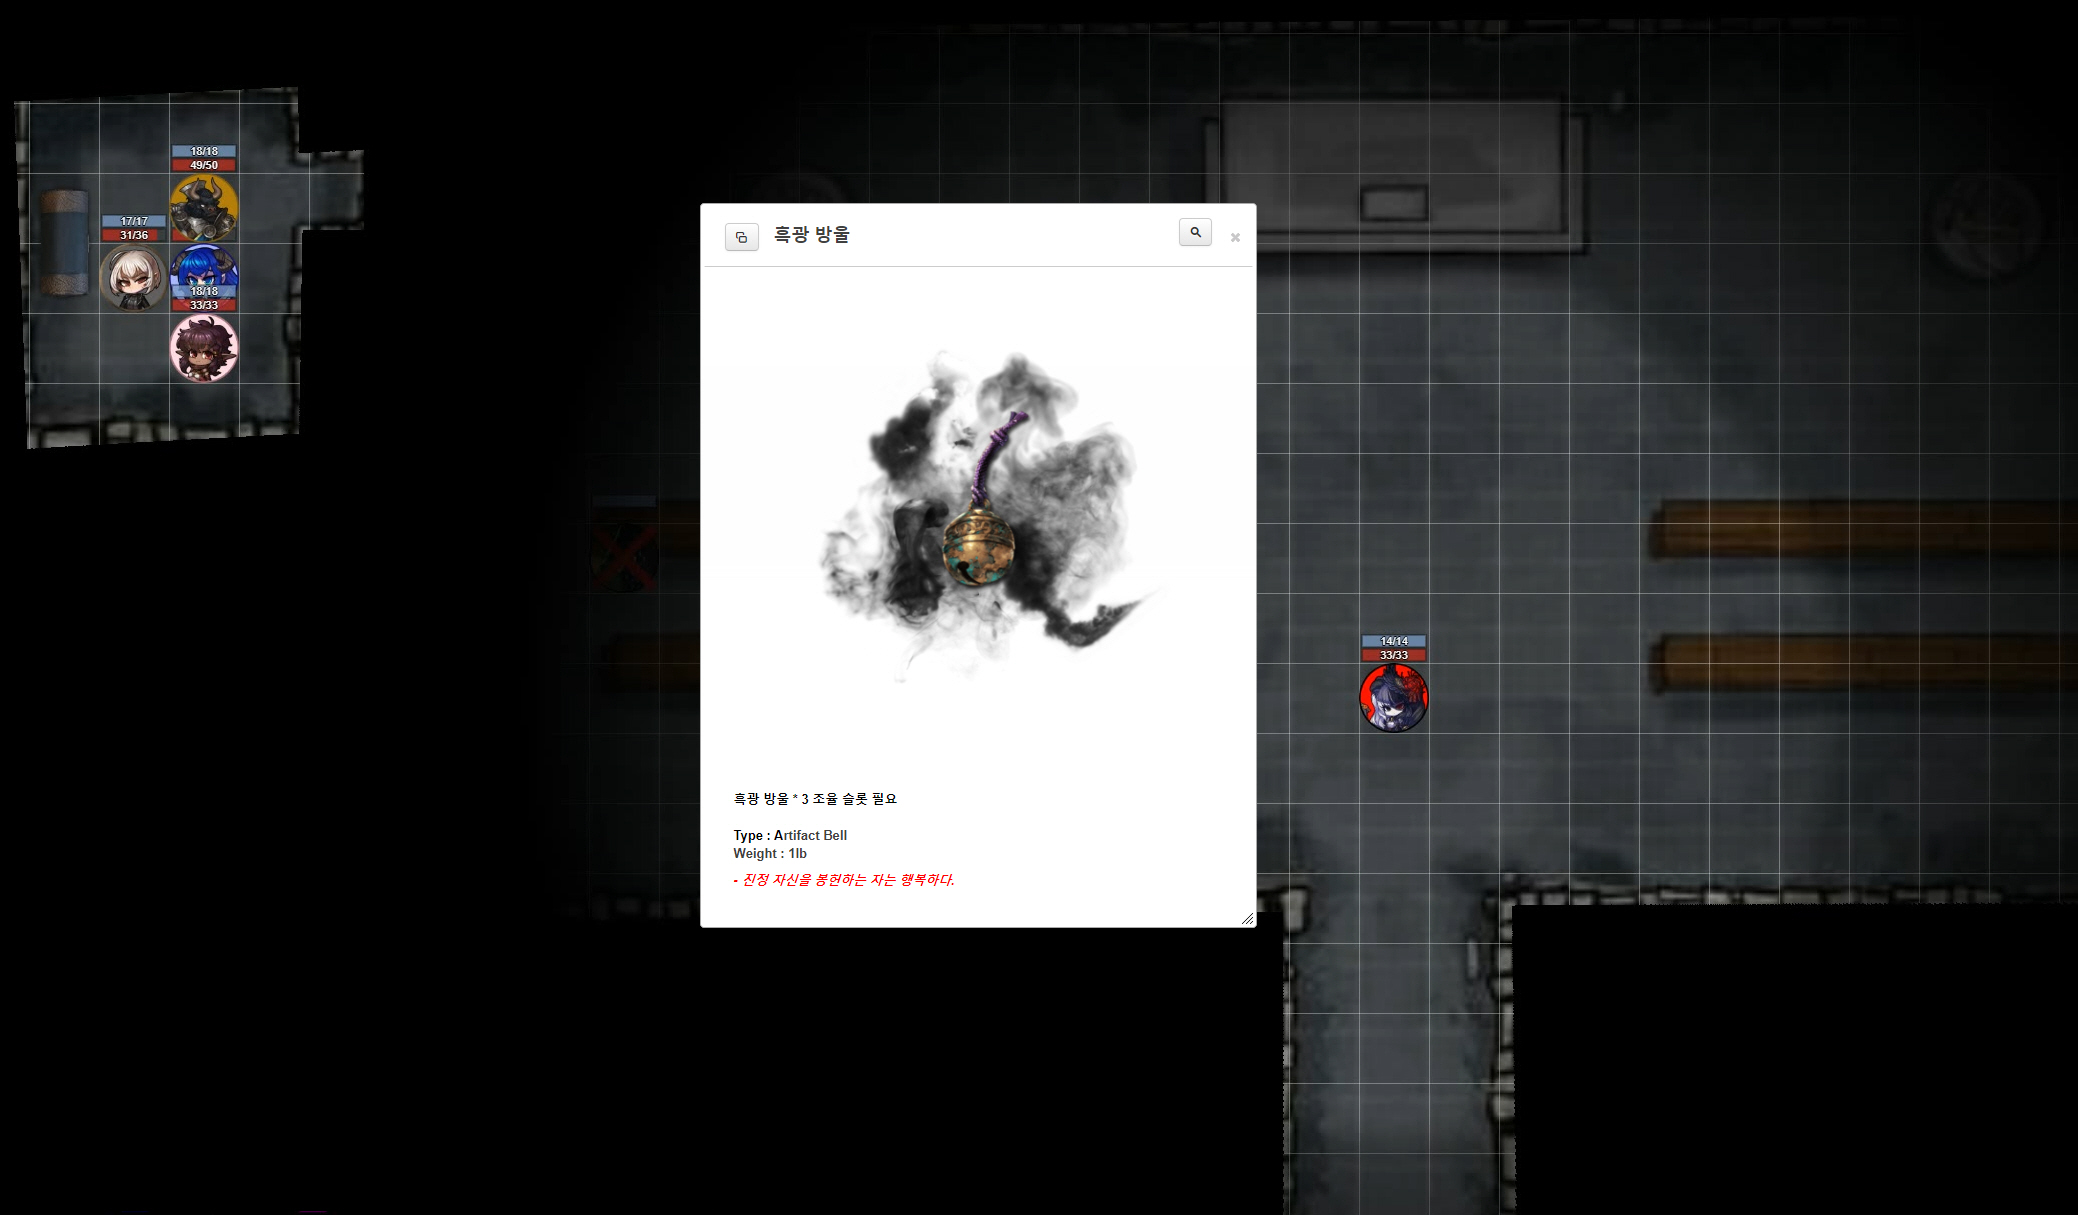 18/18
49/50
17/17
31/36
18/18
33/33
흑광 방울
흑광 방울 * 3 조율 슬롯 필요
Type : Artifact Bell
Weight : 1lb
- 진정 자신을 봉헌하는 자는 행복하다.
14/14
33/33